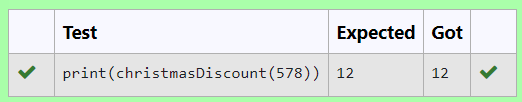 Test Expected Got
print(christmasDiscount(578)) 12 12